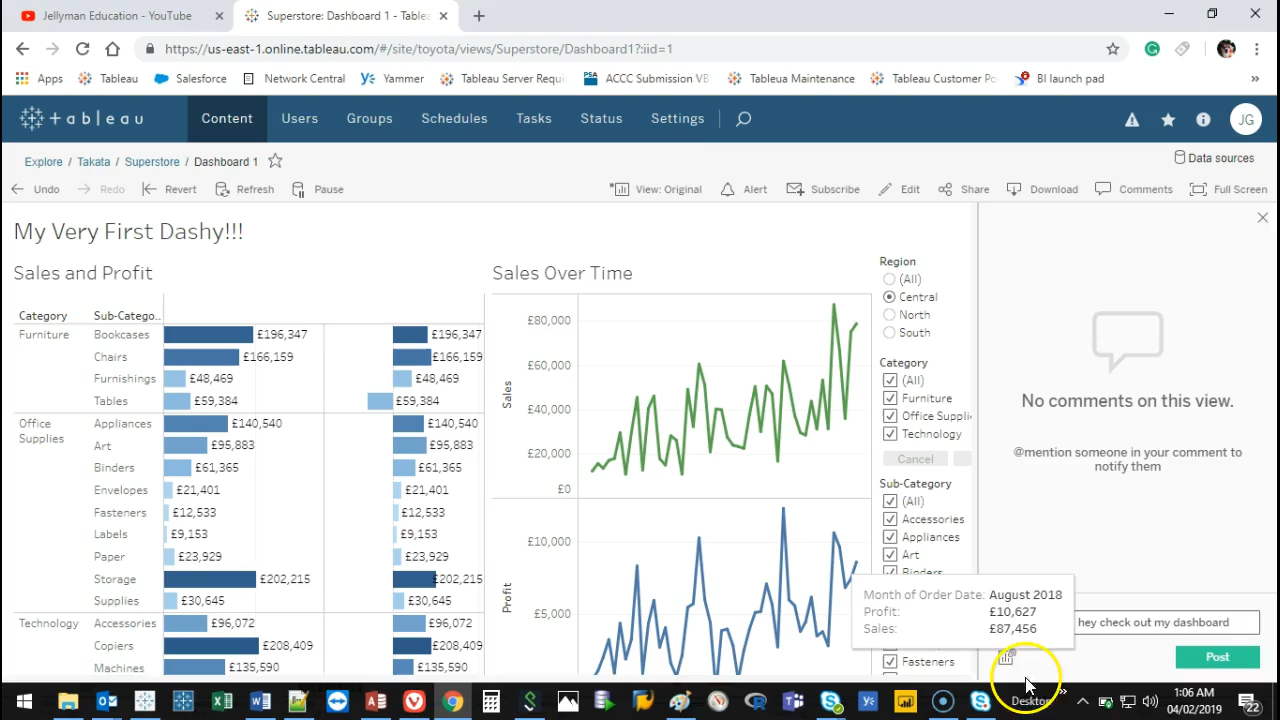 Jellyman Education - YouTube
Superstore: Dashboard 1 - Tablea
https://us-east-1.online.tableau.com/#/site/toyota/views/Superstore/Dashboard1?:iid=1
Apps Tableau Salesforce Network Central Yammer Tableau Server Requi ACCC Submission VB Tableua Maintenance Tableau Customer Po BI launch pad
+ableau Content Users Groups Schedules Tasks Status Settings JG
Explore / Takata / Superstore / Dashboard 1 Data sources
Undo Redo Revert Refresh Pause View: Original Alert Subscribe Edit Share Download Comments Full Screen
My Very First Dashy!!!
Sales and Profit
Category Sub-Catego..
Furniture Bookcases £196,347 £196,347
Chairs £166,159 £166,159
Furnishings £48,469 £48,469
Tables £59,384 £59,384
Office Supplies Appliances £140,540 £140,540
Art £95,883 £95,883
Binders £61,365 £61,365
Envelopes £21,401 £21,401
Fasteners £12,533 £12,533
Labels £9,153 £9,153
Paper £23,929 £23,929
Storage £202,215 £202,215
Supplies £30,645 £30,645
Technology Accessories £96,072 £96,072
Copiers £208,409 £208,409
Machines £135,590 £135,590
Sales Over Time
£80,000
£60,000
Sales
£40,000
£20,000
£0
£10,000
Profit
£5,000
Region
(All)
Central
North
South
Category
(All)
Furniture
Office Suppli
Technology
Cancel
Sub-Category
(All)
Accessories
Appliances
Art
Binders
Fasteners
Month of Order Date: August 2018
Profit: £10,627
Sales: £87,456
No comments on this view.
@mention someone in your comment to
notify them
hey check out my dashboard
Post
Desktop
1:06 AM
04/02/2019
22